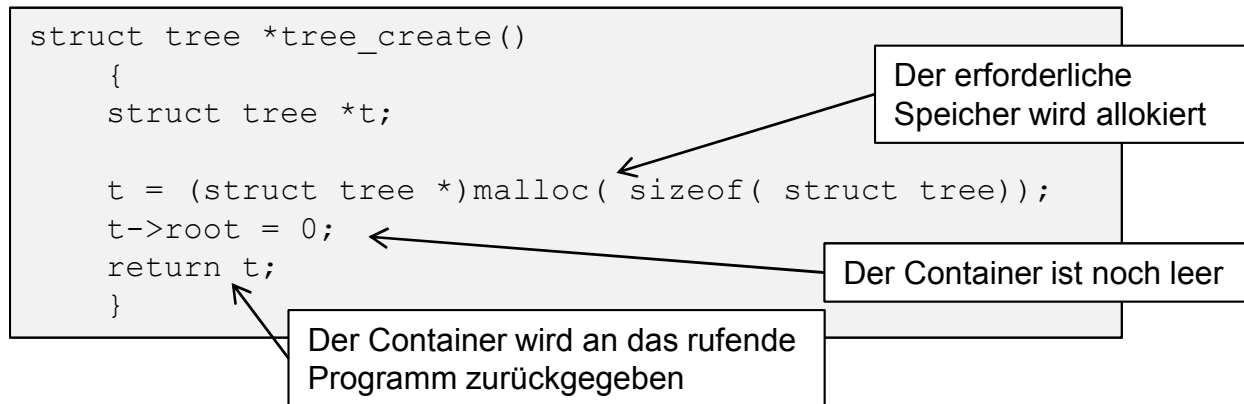 struct tree *tree_create()
{
struct tree *t;
t = (struct tree *)malloc( sizeof( struct tree));
t->root = 0;
return t;
}
Der erforderliche
Speicher wird allokiert
Der Container ist noch leer
Der Container wird an das rufende
Programm zurückgegeben